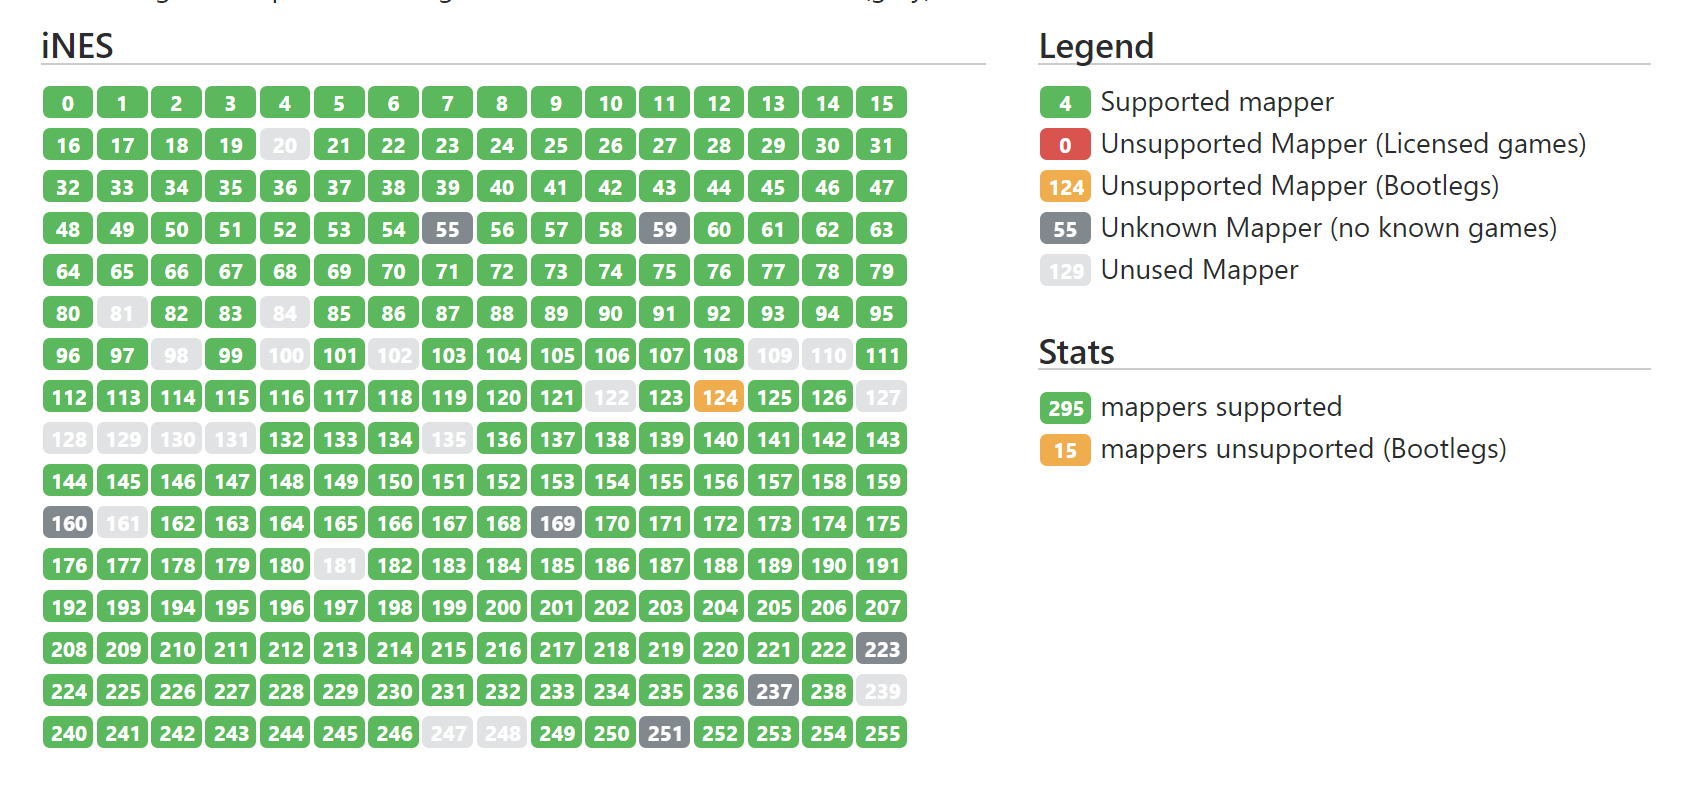 iNES
0 1 2 3 4 5 6 7 8 9 10 11 12 13 14 15
16 17 18 19 20 21 22 23 24 25 26 27 28 29 30 31
32 33 34 35 36 37 38 39 40 41 42 43 44 45 46 47
48 49 50 51 52 53 54 55 56 57 58 59 60 61 62 63
64 65 66 67 68 69 70 71 72 73 74 75 76 77 78 79
80 81 82 83 84 85 86 87 88 89 90 91 92 93 94 95
96 97 98 99 100 101 102 103 104 105 106 107 108 109 110 111
112 113 114 115 116 117 118 119 120 121 122 123 124 125 126 127
128 129 130 131 132 133 134 135 136 137 138 139 140 141 142 143
144 145 146 147 148 149 150 151 152 153 154 155 156 157 158 159
160 161 162 163 164 165 166 167 168 169 170 171 172 173 174 175
176 177 178 179 180 181 182 183 184 185 186 187 188 189 190 191
192 193 194 195 196 197 198 199 200 201 202 203 204 205 206 207
208 209 210 211 212 213 214 215 216 217 218 219 220 221 222 223
224 225 226 227 228 229 230 231 232 233 234 235 236 237 238 239
240 241 242 243 244 245 246 247 248 249 250 251 252 253 254 255
Legend
4 Supported mapper
0 Unsupported Mapper (Licensed games)
124 Unsupported Mapper (Bootlegs)
55 Unknown Mapper (no known games)
129 Unused Mapper
Stats
295 mappers supported
15 mappers unsupported (Bootlegs)